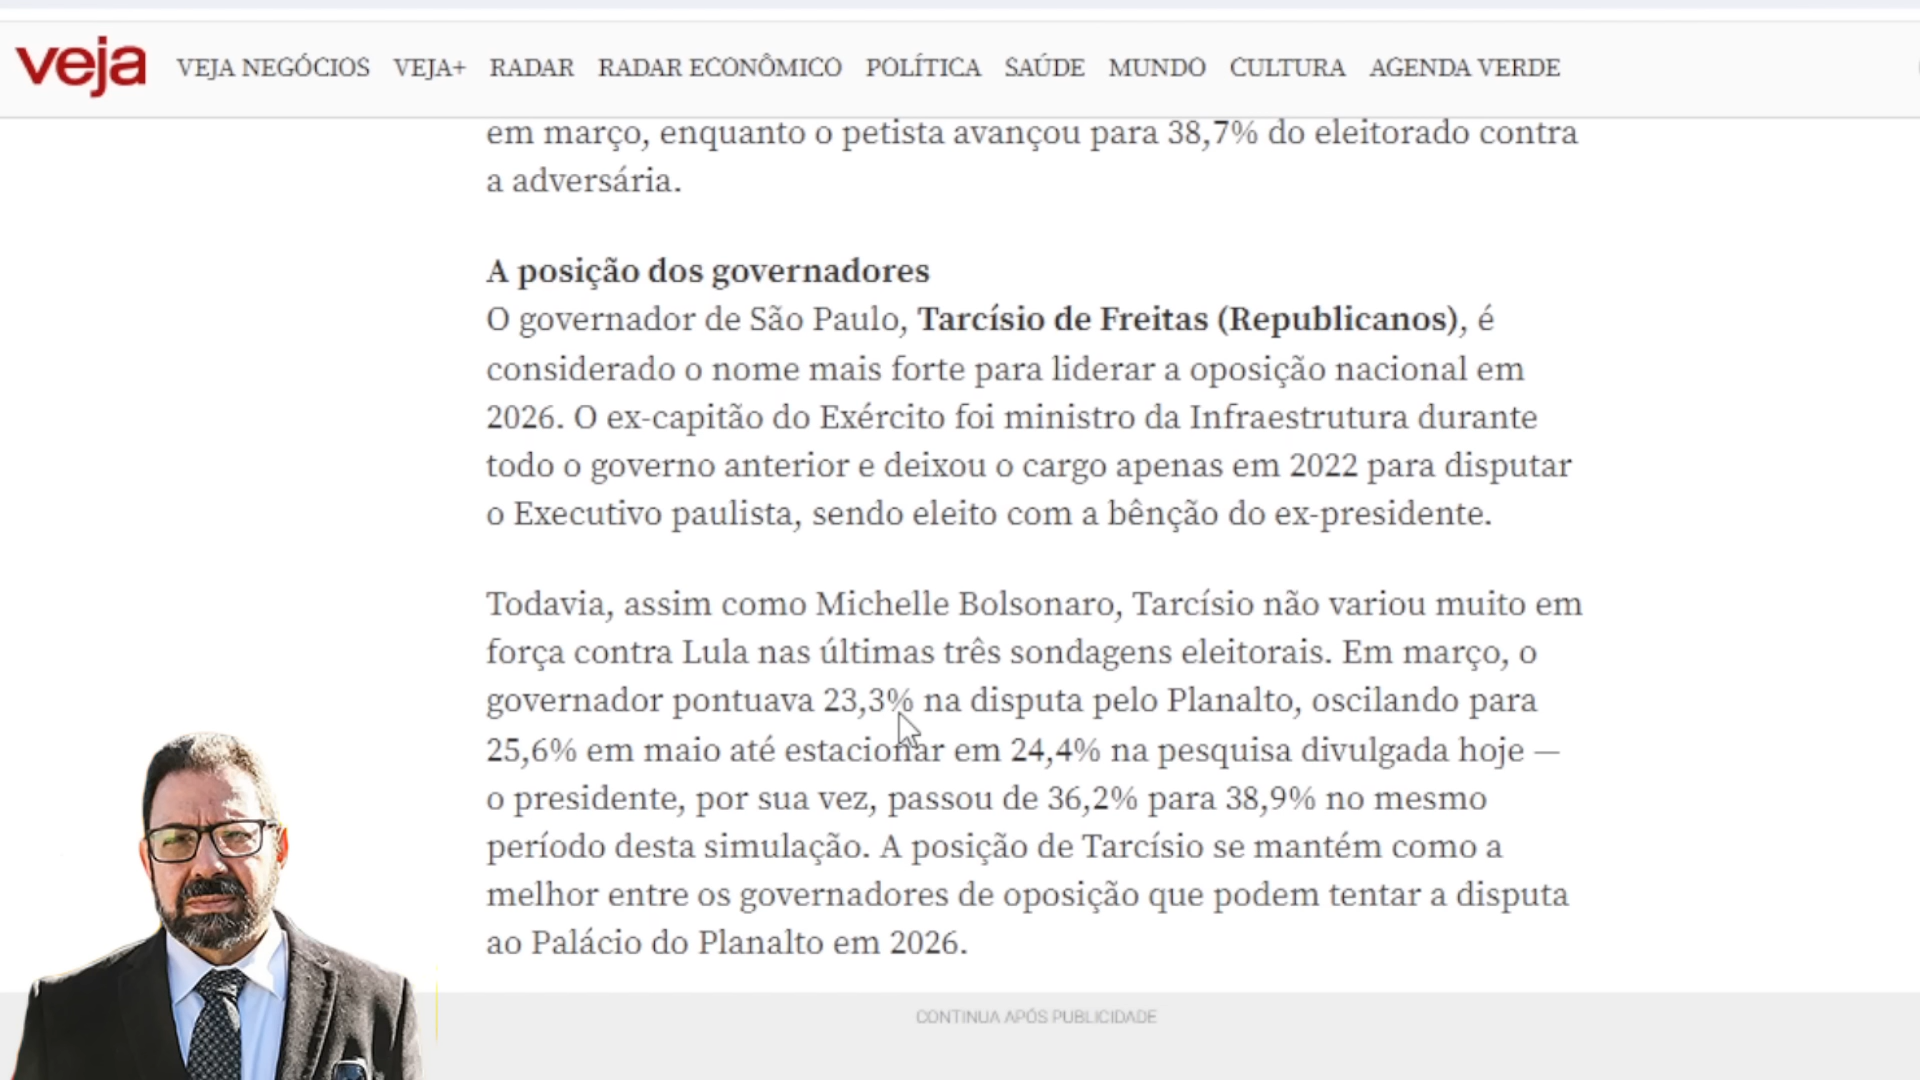 veja VEJA NEGÓCIOS VEJA+ RADAR RADAR ECONÔMICO POLÍTICA SAÚDE MUNDO CULTURA AGENDA VERDE
em março, enquanto o petista avançou para 38,7% do eleitorado contra
a adversária.
A posição dos governadores
O governador de São Paulo, Tarcísio de Freitas (Republicanos), é
considerado o nome mais forte para liderar a oposição nacional em
2026. O ex-capitão do Exército foi ministro da Infraestrutura durante
todo o governo anterior e deixou o cargo apenas em 2022 para disputar
o Executivo paulista, sendo eleito com a bênção do ex-presidente.
Todavia, assim como Michelle Bolsonaro, Tarcísio não variou muito em
força contra Lula nas últimas três sondagens eleitorais. Em março, o
governador pontuava 23,3% na disputa pelo Planalto, oscilando para
25,6% em maio até estacionar em 24,4% na pesquisa divulgada hoje —
o presidente, por sua vez, passou de 36,2% para 38,9% no mesmo
período desta simulação. A posição de Tarcísio se mantém como a
melhor entre os governadores de oposição que podem tentar a disputa
ao Palácio do Planalto em 2026.
CONTINUA APÓS PUBLICIDADE